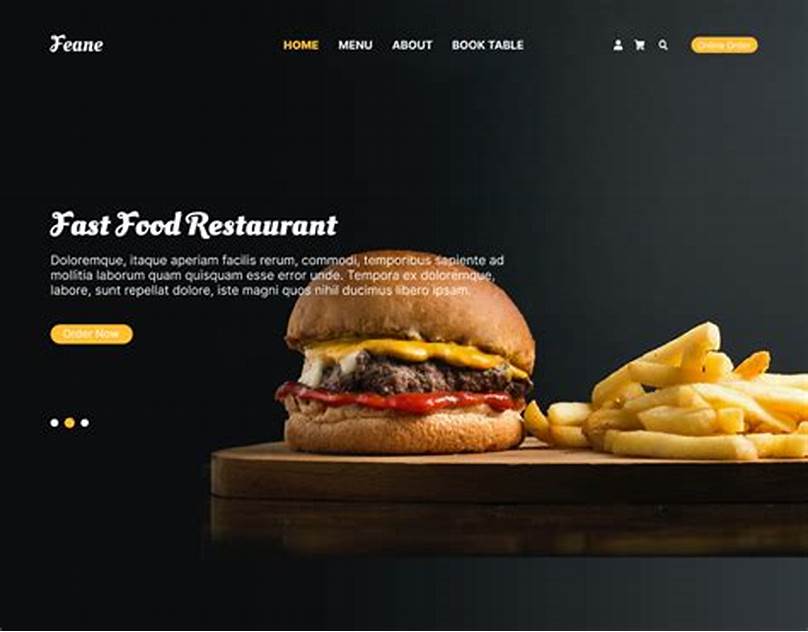 Feane
HOME MENU ABOUT BOOK TABLE
Online Order
Fast Food Restaurant
Doloremque, itaque aperiam facilis rerum, commodi, temporibus sapiente ad
mollitia laborum quam quisquam esse error unde. Tempora ex doloremque,
labore, sunt repellat dolore, iste magni quos nihil ducimus libero ipsam.
Order Now